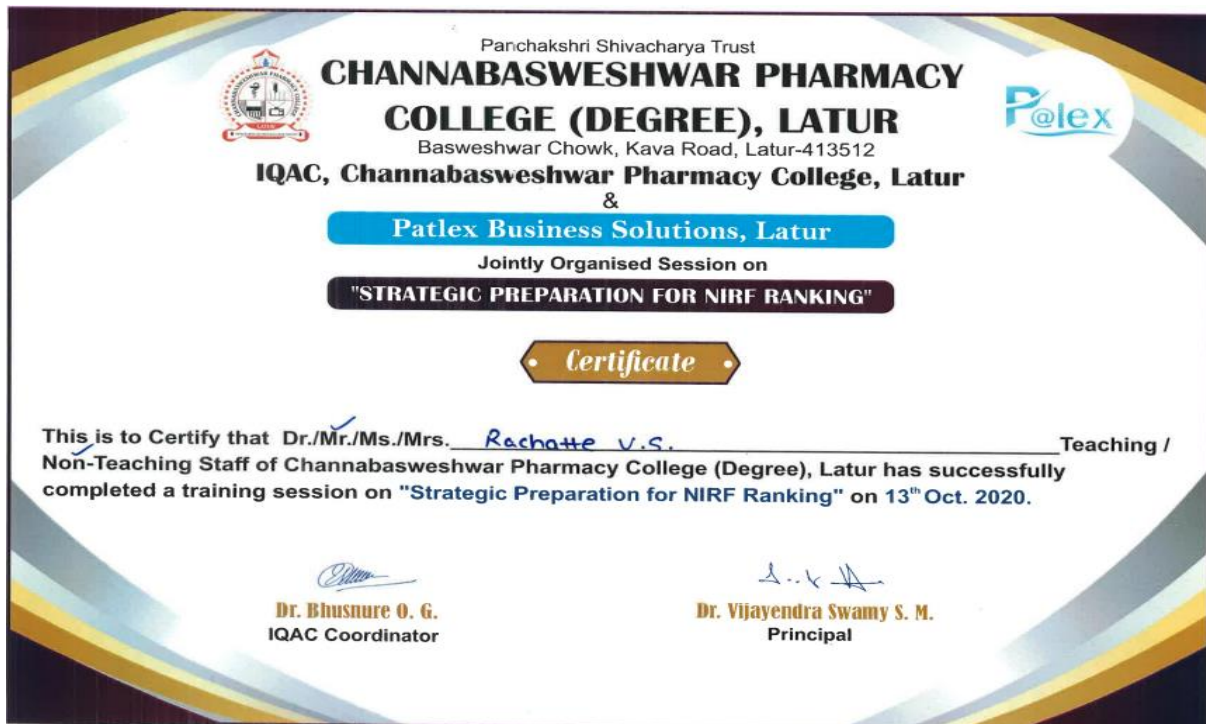 Panchakshri Shivacharya Trust
CHANNABASWESHWAR PHARMACY
COLLEGE (DEGREE), LATUR
Basweshwar Chowk, Kava Road, Latur-413512
IQAC, Channabasweshwar Pharmacy College, Latur
&
Patlex Business Solutions, Latur
Jointly Organised Session on
"STRATEGIC PREPARATION FOR NIRF RANKING"
Certificate
This is to Certify that Dr./Mr./Ms./Mrs. Rachatte V.S. Teaching /
Non-Teaching Staff of Channabasweshwar Pharmacy College (Degree), Latur has successfully
completed a training session on "Strategic Preparation for NIRF Ranking" on 13th Oct. 2020.
Dr. Bhusnure O. G.
IQAC Coordinator
Dr. Vijayendra Swamy S. M.
Principal
P@lex